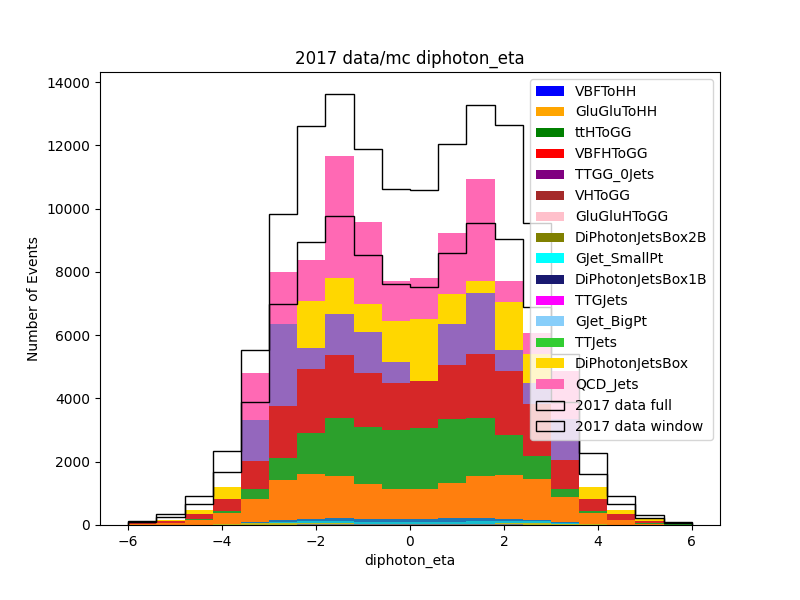 2017 data/mc diphoton_eta
14000
12000
10000
8000
6000
4000
2000
0
Number of Events
VBFToHH
GluGluToHH
ttHToGG
VBFHToGG
TTGG_0Jets
VHToGG
GluGluHToGG
DiPhotonJetsBox2B
GJet_SmallPt
DiPhotonJetsBox1B
TTGJets
GJet_BigPt
TTJets
DiPhotonJetsBox
QCD_Jets
2017 data full
2017 data window
−6
−4
−2
0
2
4
6
diphoton_eta